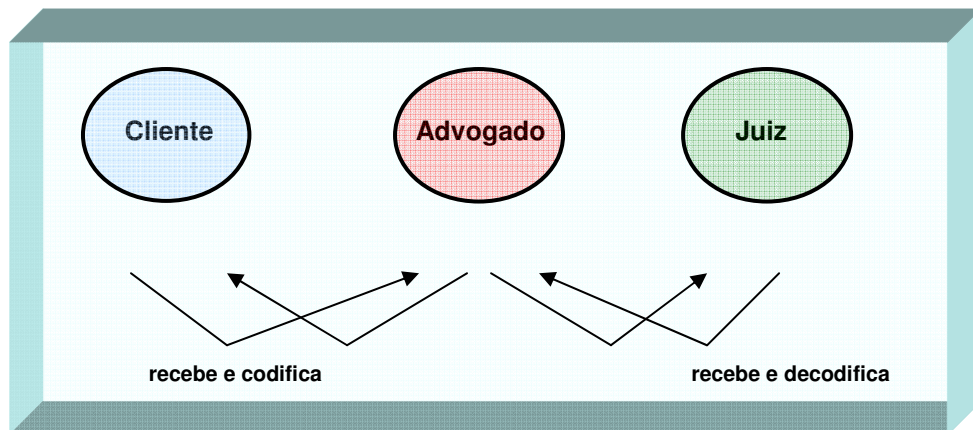 Cliente
Advogado
Juiz
recebe e codifica
recebe e decodifica